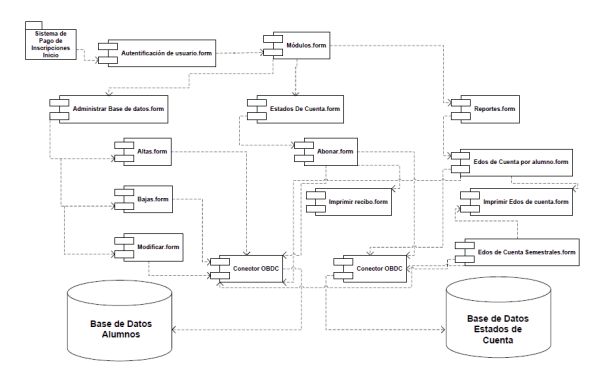 Sistema de
Pago de
Inscripciones
Inicio
Autentificación de usuario.form
Módulos.form
Administrar Base de datos.form
Estados De Cuenta.form
Reportes.form
Altas.form
Abonar.form
Edos de Cuenta por alumno.form
Bajas.form
Imprimir recibo.form
Imprimir Edos de cuenta.form
Modificar.form
Edos de Cuenta Semestrales.form
Conector OBDC
Conector OBDC
Base de Datos
Alumnos
Base de Datos
Estados de
Cuenta